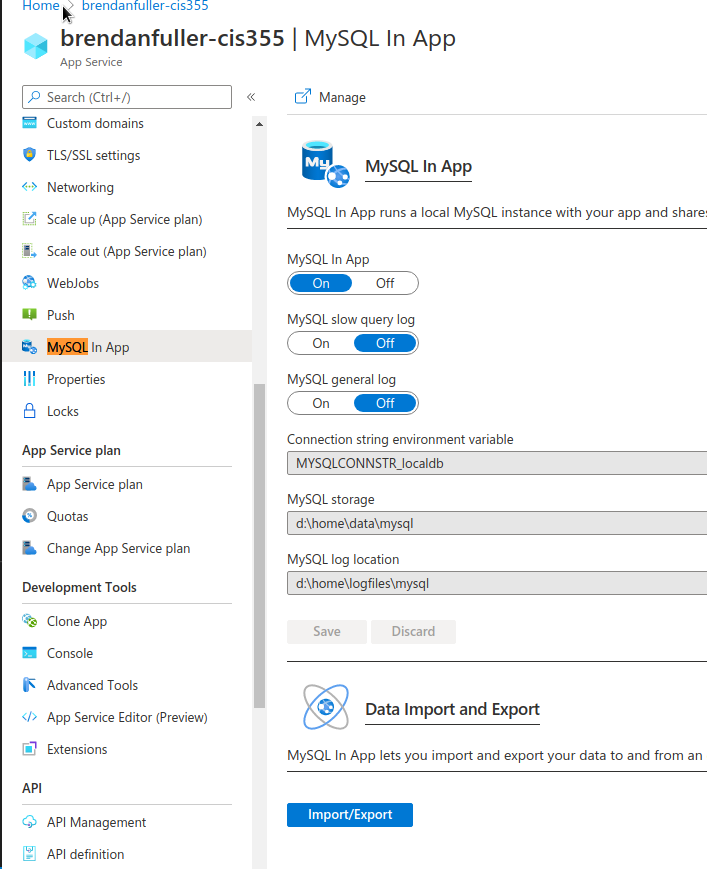 Home > brendanfuller-cis355
brendanfuller-cis355 | MySQL In App
App Service
Search (Ctrl+/)
«
Custom domains
TLS/SSL settings
Networking
Scale up (App Service plan)
Scale out (App Service plan)
WebJobs
Push
MySQL In App
Properties
Locks
App Service plan
App Service plan
Quotas
Change App Service plan
Development Tools
Clone App
Console
Advanced Tools
App Service Editor (Preview)
Extensions
API
API Management
API definition
Manage
My
MySQL In App
MySQL In App runs a local MySQL instance with your app and shares
MySQL In App
On Off
MySQL slow query log
On Off
MySQL general log
On Off
Connection string environment variable
MYSQLCONNSTR_localdb
MySQL storage
d:\home\data\mysql
MySQL log location
d:\home\logfiles\mysql
Save Discard
Data Import and Export
MySQL In App lets you import and export your data to and from an
Import/Export